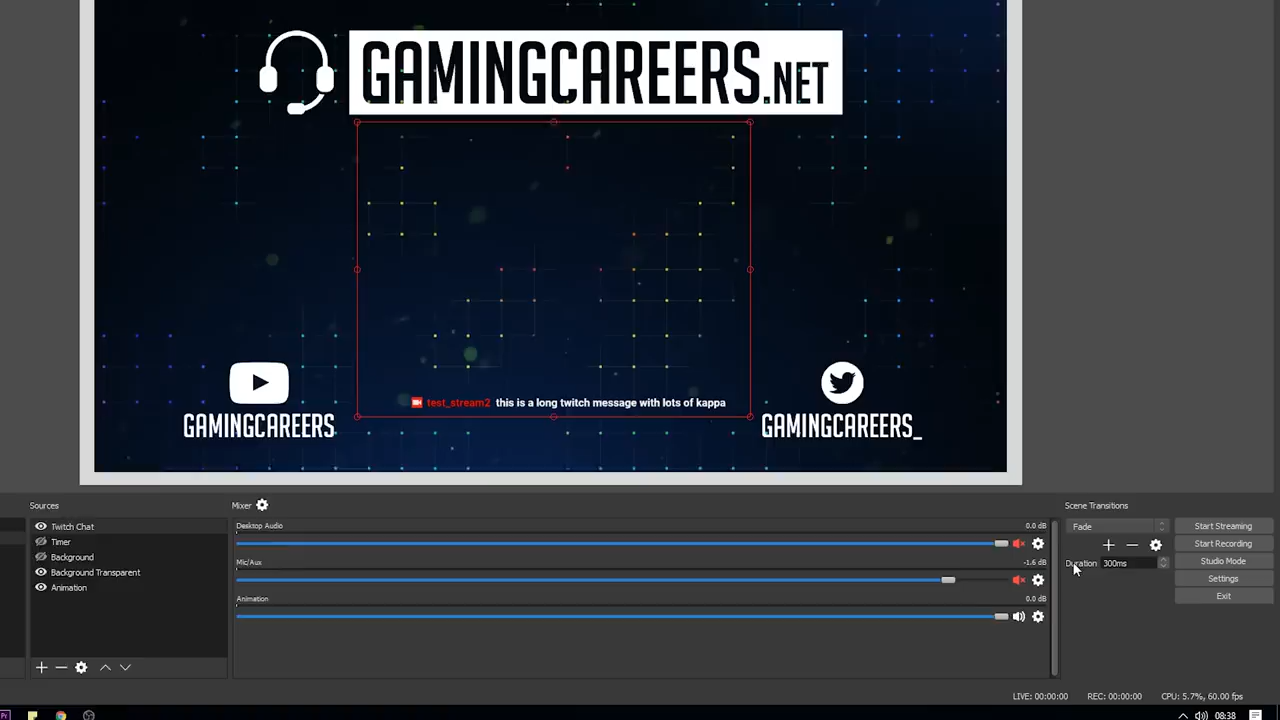 GAMINGCAREERS.NET
test_stream2 this is a long twitch message with lots of kappa
GAMINGCAREERS
GAMINGCAREERS_
Sources
Twitch Chat
Timer
Background
Background Transparent
Animation
Mixer
Desktop Audio 0.0 dB
Mic/Aux -1.6 dB
Animation 0.0 dB
Scene Transitions
Fade
Duration 300ms
Start Streaming
Start Recording
Studio Mode
Settings
Exit
LIVE: 00:00:00 REC: 00:00:00 CPU: 5.7%, 60.00 fps
Pr
08:38